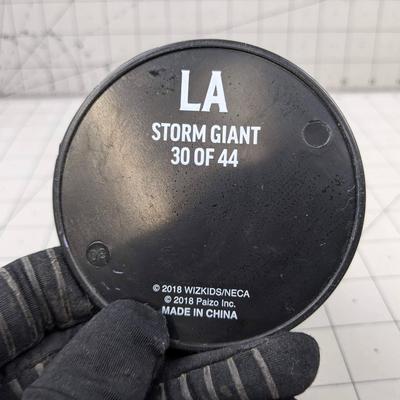 LA
STORM GIANT
30 OF 44
© 2018 WIZKIDS/NECA
© 2018 Paizo Inc.
MADE IN CHINA